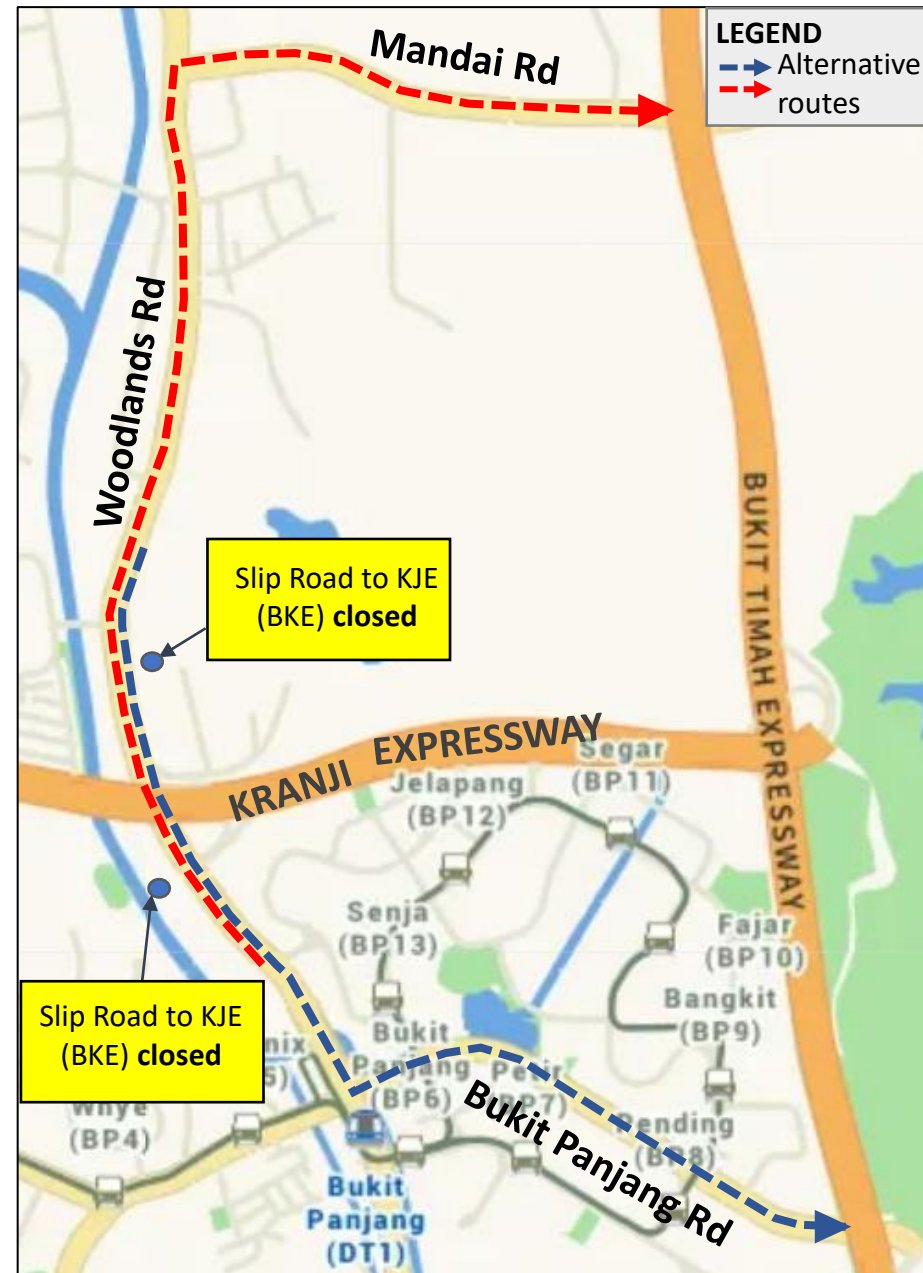 LEGEND
Alternative
routes
Mandai Rd
Woodlands Rd
BUKIT TIMAH EXPRESSWAY
Slip Road to KJE
(BKE) closed
KRANJI EXPRESSWAY
Segar
(BP11)
Jelapang
(BP12)
Senja
(BP13)
Fajar
(BP10)
Bangkit
(BP9)
Slip Road to KJE
(BKE) closed
Bukit
Panjang
(BP6)
Petir
Pending
(BP8)
Bukit Panjang Rd
(BP4)
Bukit
Panjang
(DT1)